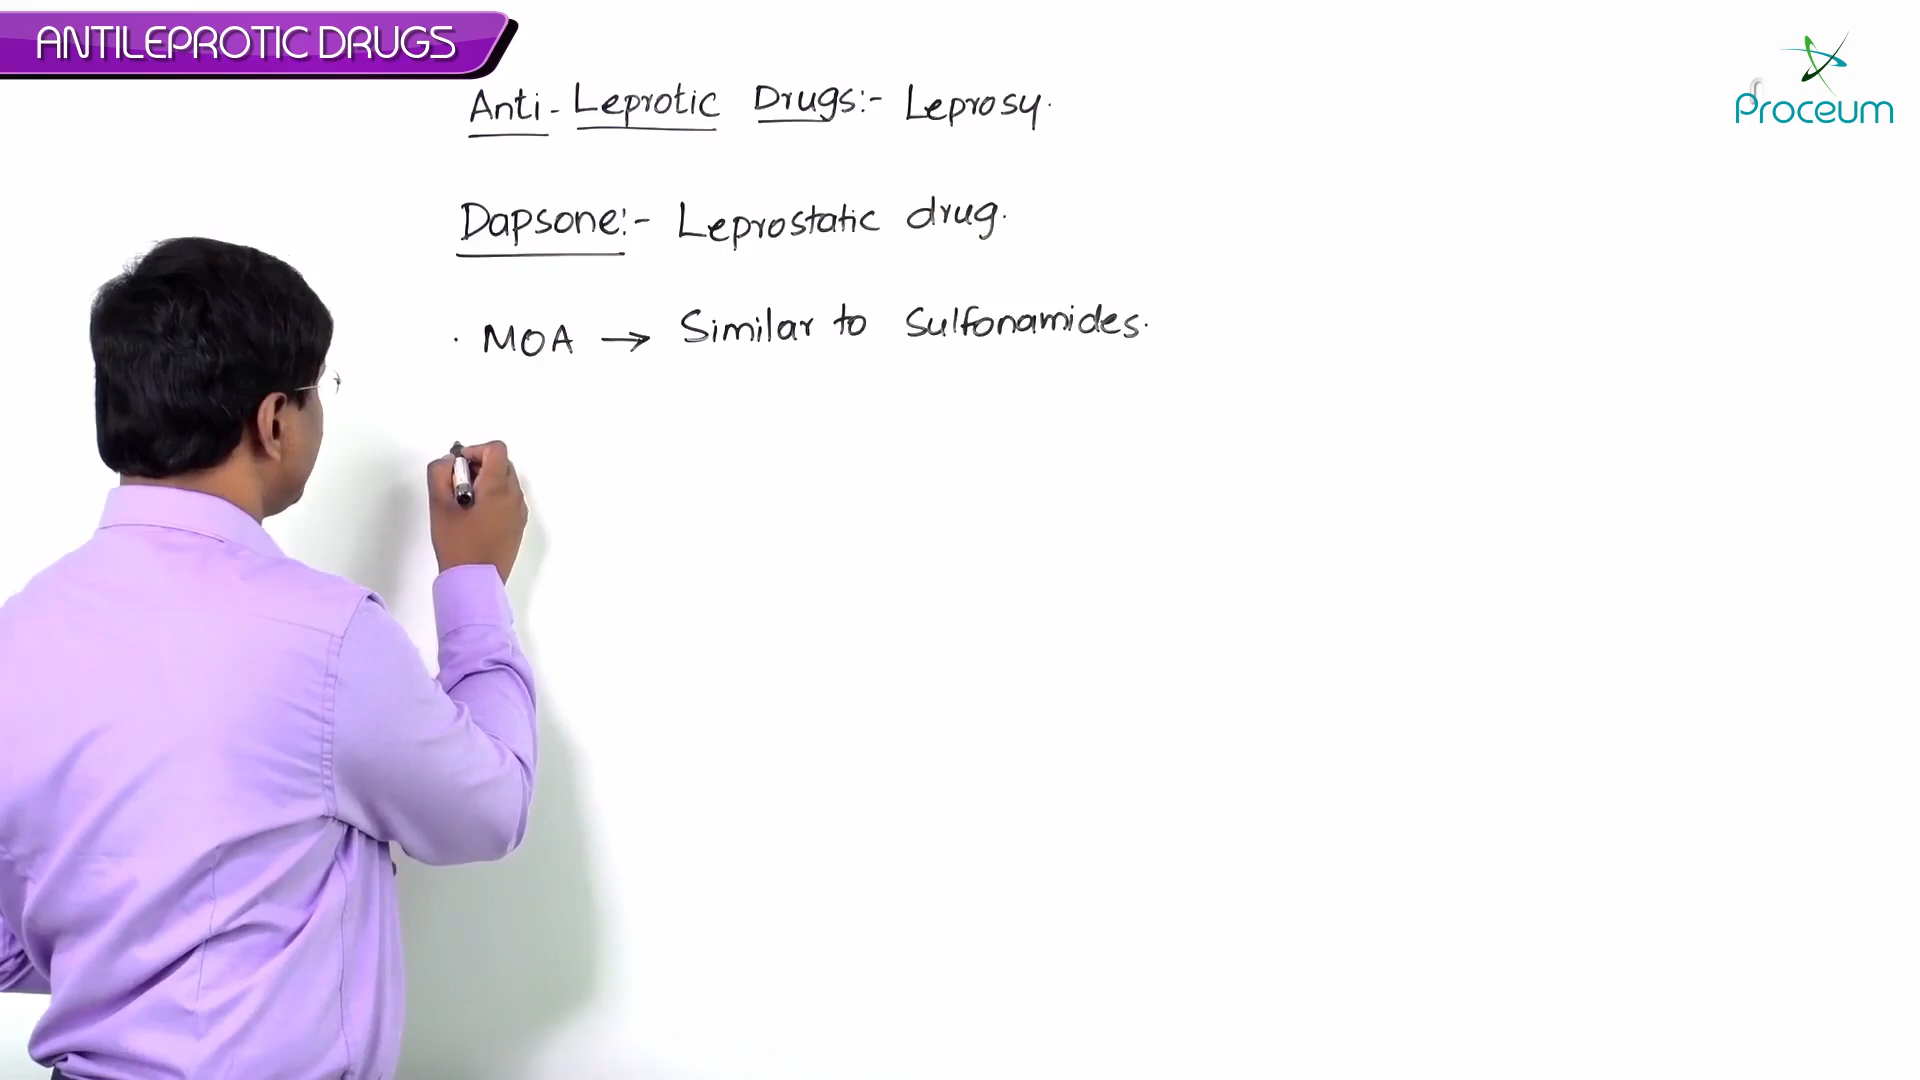 ANTILEPROTIC DRUGS
Proceum
Anti-Leprotic Drugs:- Leprosy.
Dapsone:- Leprostatic drug.
. MOA → Similar to Sulfonamides.